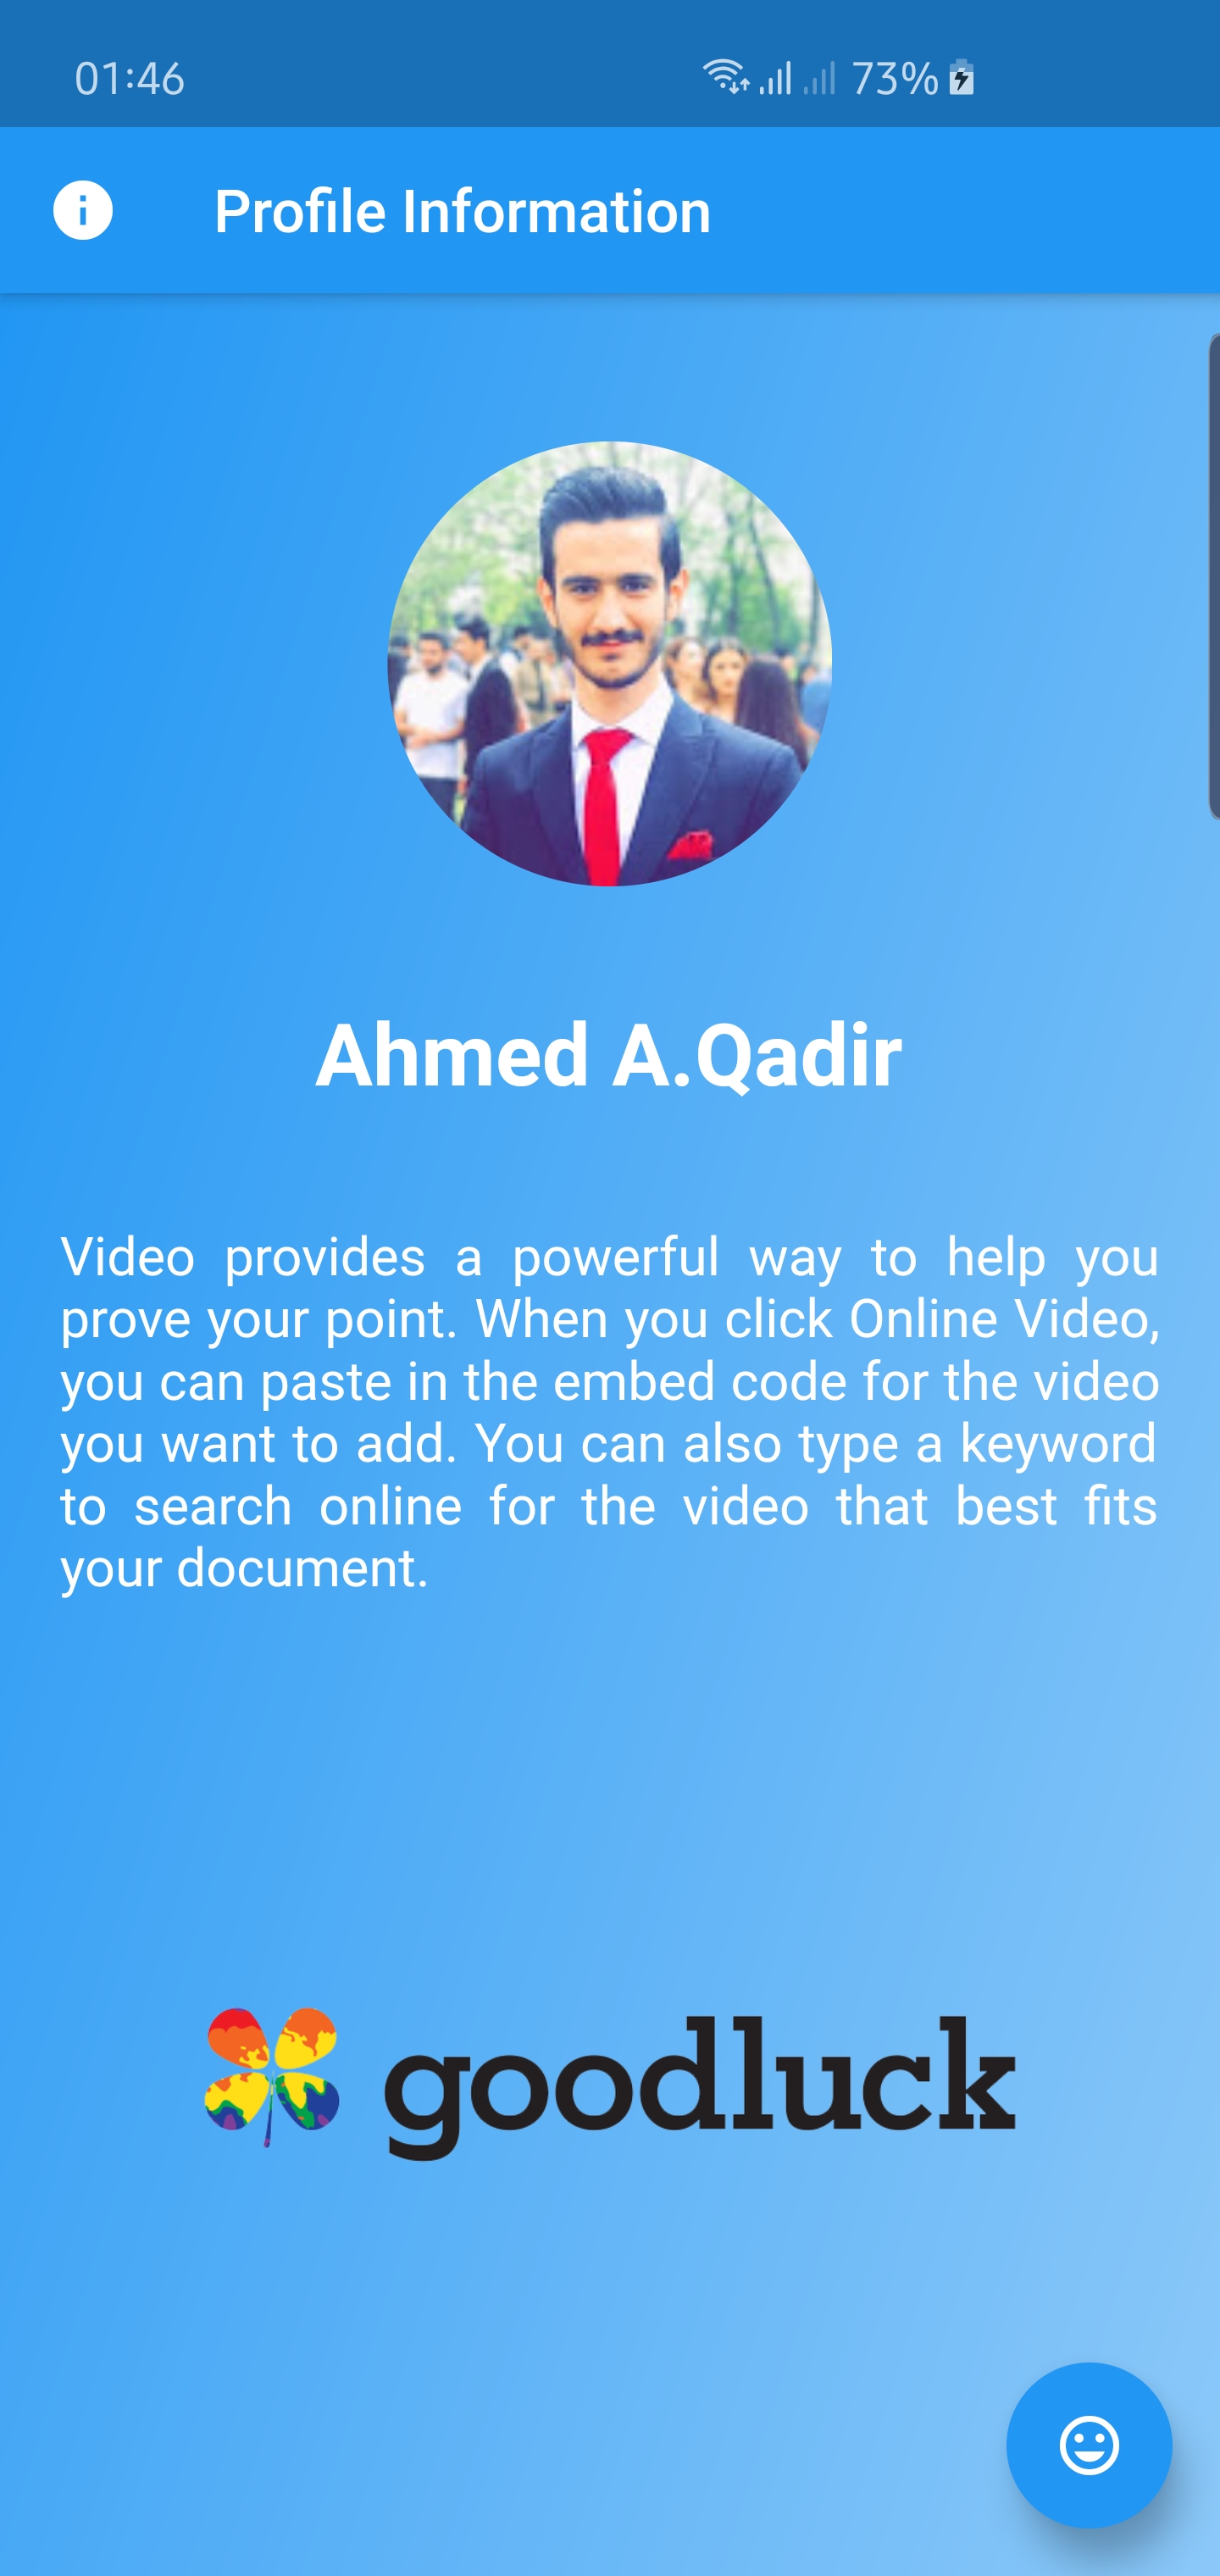 01:46 73%
Profile Information
Ahmed A.Qadir
Video provides a powerful way to help you
prove your point. When you click Online Video,
you can paste in the embed code for the video
you want to add. You can also type a keyword
to search online for the video that best fits
your document.
goodluck